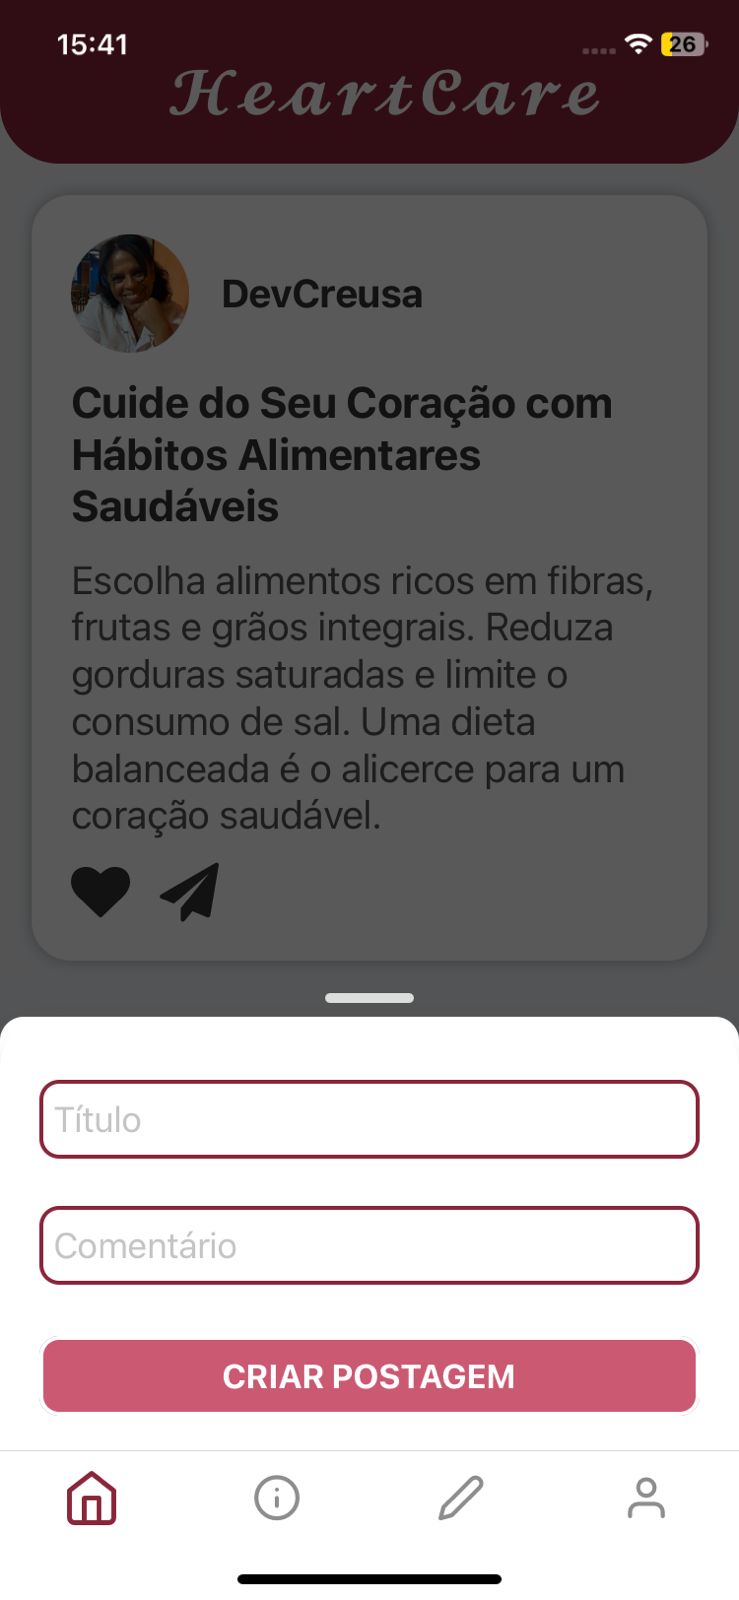 15:41
26
HeartCare
DevCreusa
Cuide do Seu Coração com
Hábitos Alimentares
Saudáveis
Escolha alimentos ricos em fibras,
frutas e grãos integrais. Reduza
gorduras saturadas e limite o
consumo de sal. Uma dieta
balanceada é o alicerce para um
coração saudável.
Título
Comentário
CRIAR POSTAGEM